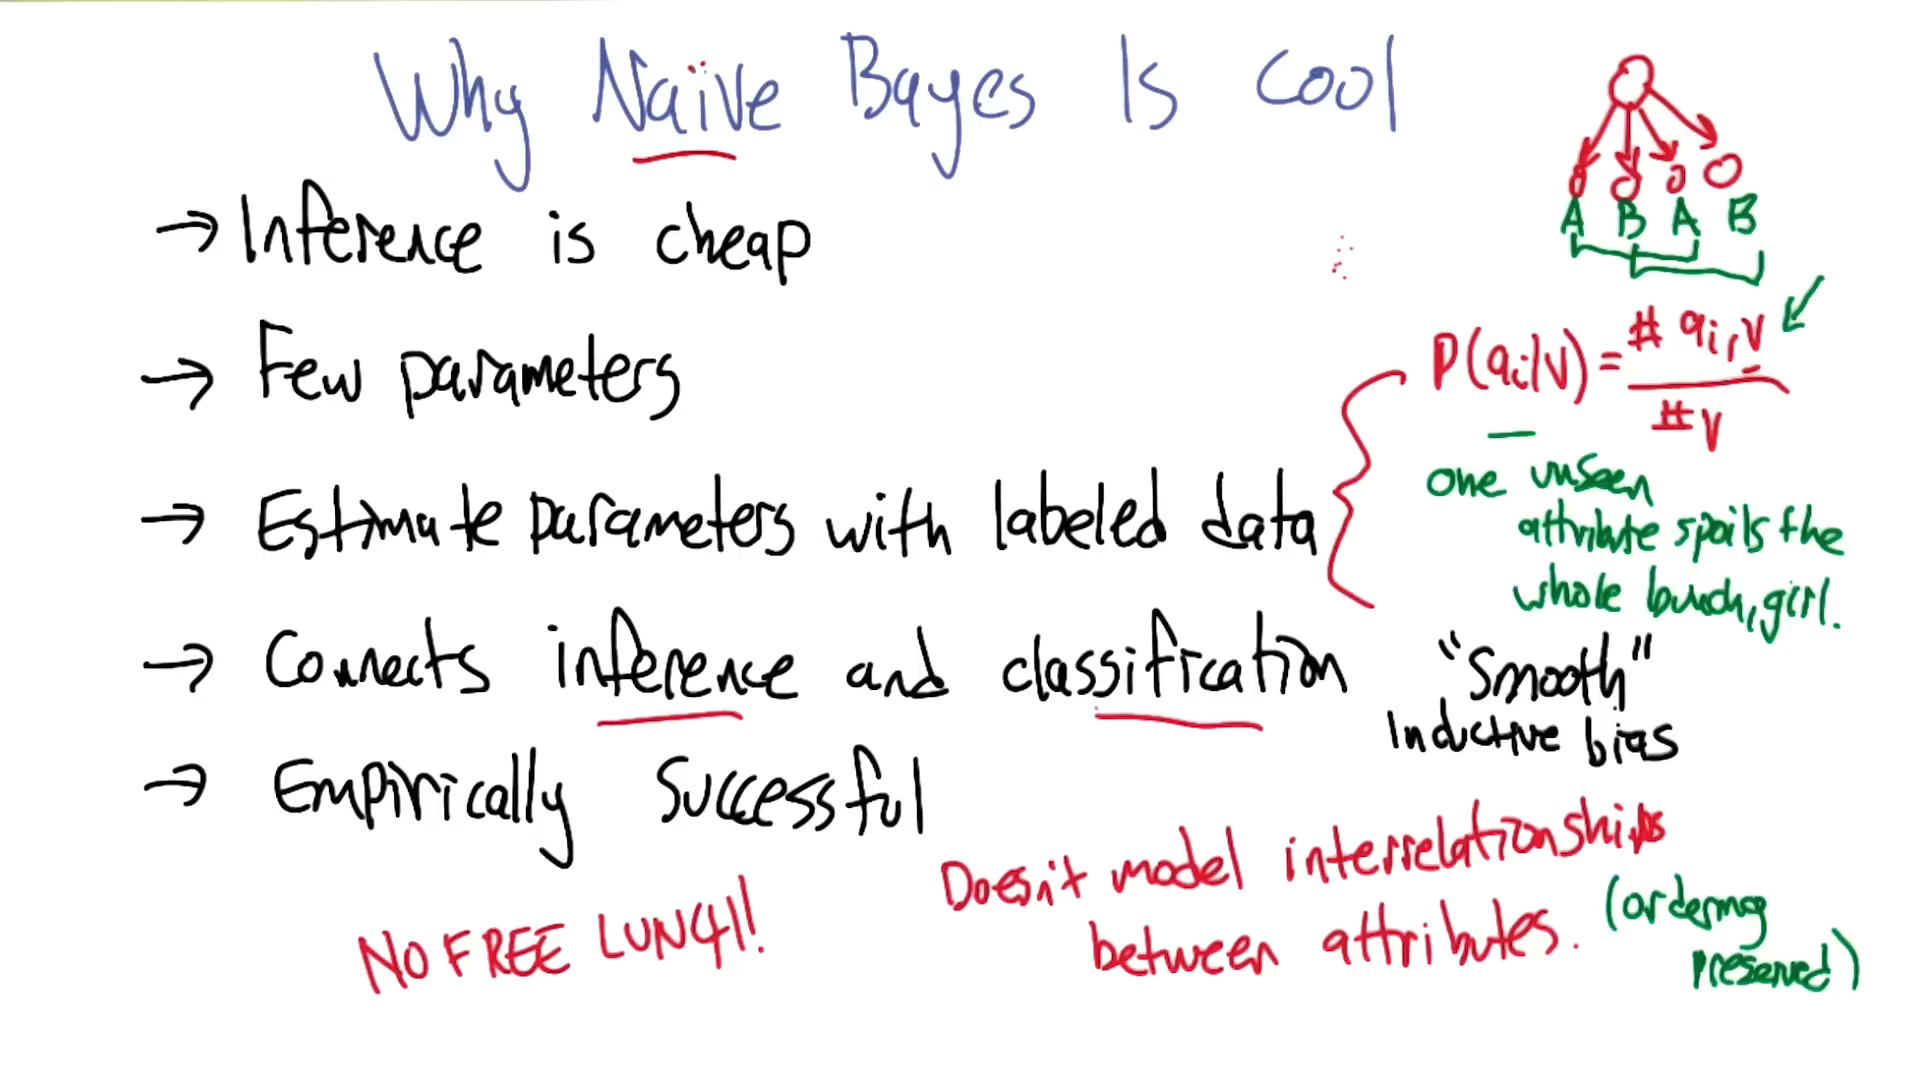 Why Naïve Bayes Is Cool
→ Inference is cheap
→ Few parameters
→ Estimate parameters with labeled data
→ Connects inference and classification
→ Empirically successful
NO FREE LUNCH!
A B A B
P(ai|V) = # ai, V / # V
one unseen
attribute spoils the
whole bunch, girl.
"Smooth"
Inductive bias
Doesn't model interrelationships
between attributes.
(ordering
preserved)